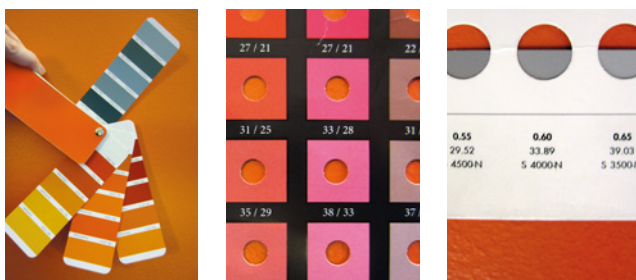 27 / 21
27 / 21
22
31 / 25
33 / 28
31 /
35 / 29
38 / 33
37 /
0.55
0.60
0.65
29.52
33.89
39.03
4500-N
S 4000-N
S 3500-N